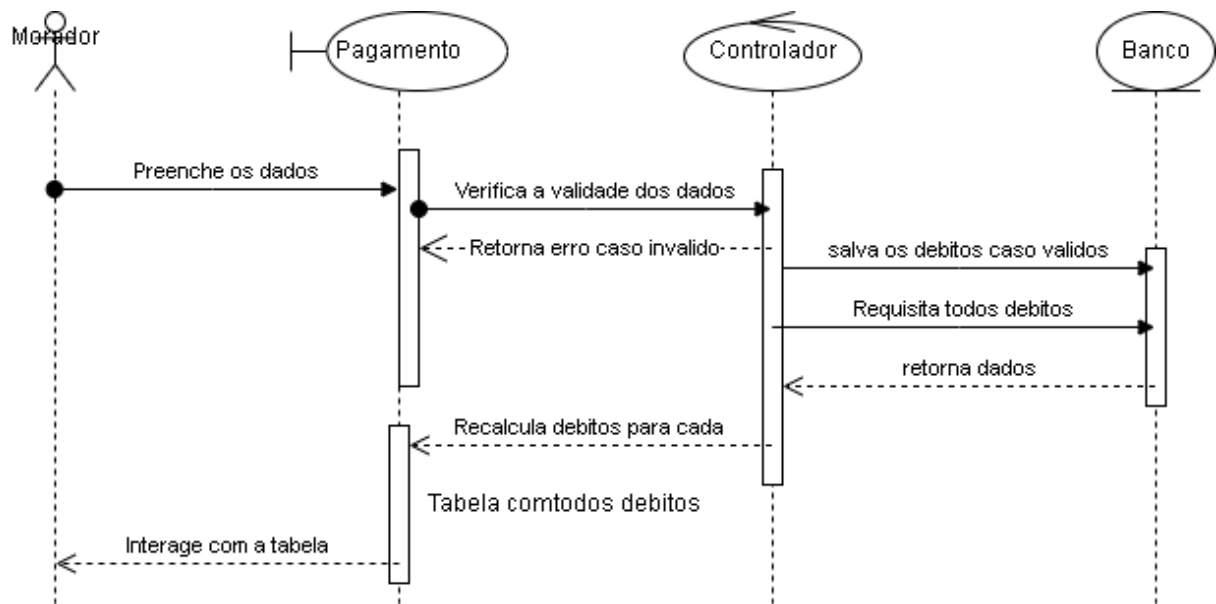 Morador
Pagamento
Controlador
Banco
Preenche os dados
Verifica a validade dos dados
Retorna erro caso invalido
salva os debitos caso validos
Requisita todos debitos
retorna dados
Recalcula debitos para cada
Tabela comtodos debitos
Interage com a tabela